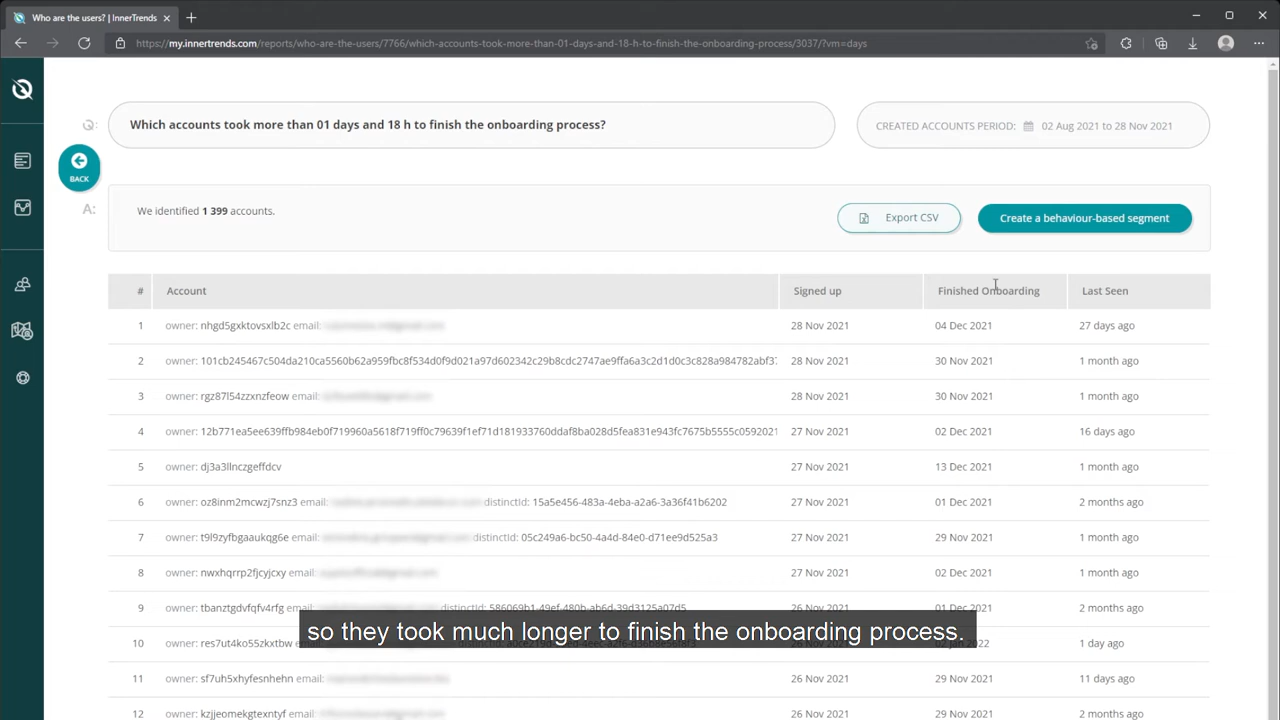 Who are the users? | InnerTrends
https://my.innertrends.com/reports/who-are-the-users/7766/which-accounts-took-more-than-01-days-and-18-h-to-finish-the-onboarding-process/3037/?vm=days
Q: Which accounts took more than 01 days and 18 h to finish the onboarding process?
CREATED ACCOUNTS PERIOD: 02 Aug 2021 to 28 Nov 2021
BACK
A: We identified 1 399 accounts.
Export CSV
Create a behaviour-based segment
# Account Signed up Finished Onboarding Last Seen
1 owner: nhgd5gxktovsxlb2c email: 28 Nov 2021 04 Dec 2021 27 days ago
2 owner: 101cb245467c504da210ca5560b62a959fbc8f534d0f9d021a97d602342c29b8cdc2747ae9ffa6a3c2d1d0c3c828a984782abf37 28 Nov 2021 30 Nov 2021 1 month ago
3 owner: rgz87l54zzxnzfeow email: 28 Nov 2021 30 Nov 2021 1 month ago
4 owner: 12b771ea5ee639ffb984eb0f719960a5618f719ff0c79639f1ef71d181933760ddaf8ba028d5fea831e943fc7675b5555c0592021 27 Nov 2021 02 Dec 2021 16 days ago
5 owner: dj3a3llnczgeffdcv 27 Nov 2021 13 Dec 2021 1 month ago
6 owner: oz8inm2mcwzj7snz3 email: distinctId: 15a5e456-483a-4eba-a2a6-3a36f41b6202 27 Nov 2021 01 Dec 2021 2 months ago
7 owner: t9l9zyfbgaaukqg6e email: distinctId: 05c249a6-bc50-4a4d-84e0-d71ee9d525a3 27 Nov 2021 29 Nov 2021 1 month ago
8 owner: nwxhqrrp2fjcyjcxy email: 27 Nov 2021 02 Dec 2021 1 month ago
9 owner: tbanztgdvfqfv4rfg email: distinctId: 586069b1-49ef-480b-ab6d-39d3125a07d5 26 Nov 2021 01 Dec 2021 2 months ago
so they took much longer to finish the onboarding process.
10 owner: res7ut4ko55zkxtbw email: 26 Nov 2021 02 Jan 2022 1 day ago
11 owner: sf7uh5xhyfesnhehn email: 26 Nov 2021 29 Nov 2021 11 days ago
12 owner: kzjjeomekgtexntyf email: 26 Nov 2021 29 Nov 2021 2 months ago